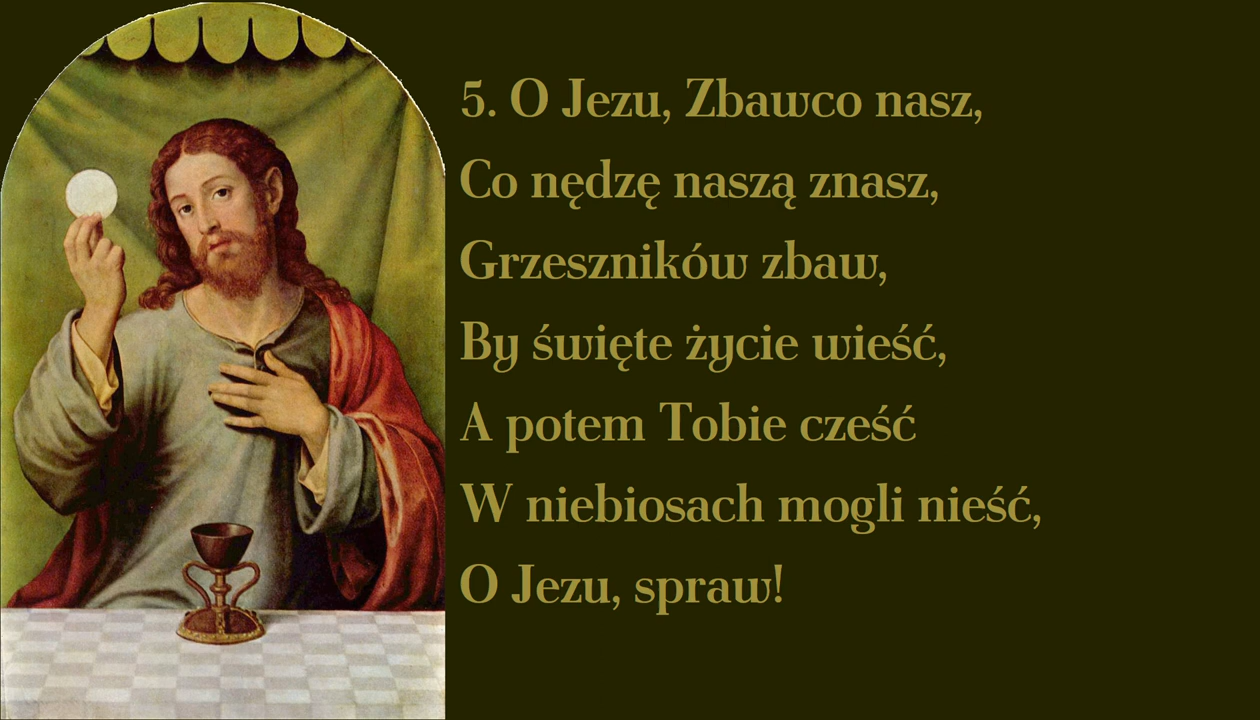 5. O Jezu, Zbawco nasz,
Co nędzę naszą znasz,
Grzeszników zbaw,
By święte życie wieść,
A potem Tobie cześć
W niebiosach mogli nieść,
O Jezu, spraw!